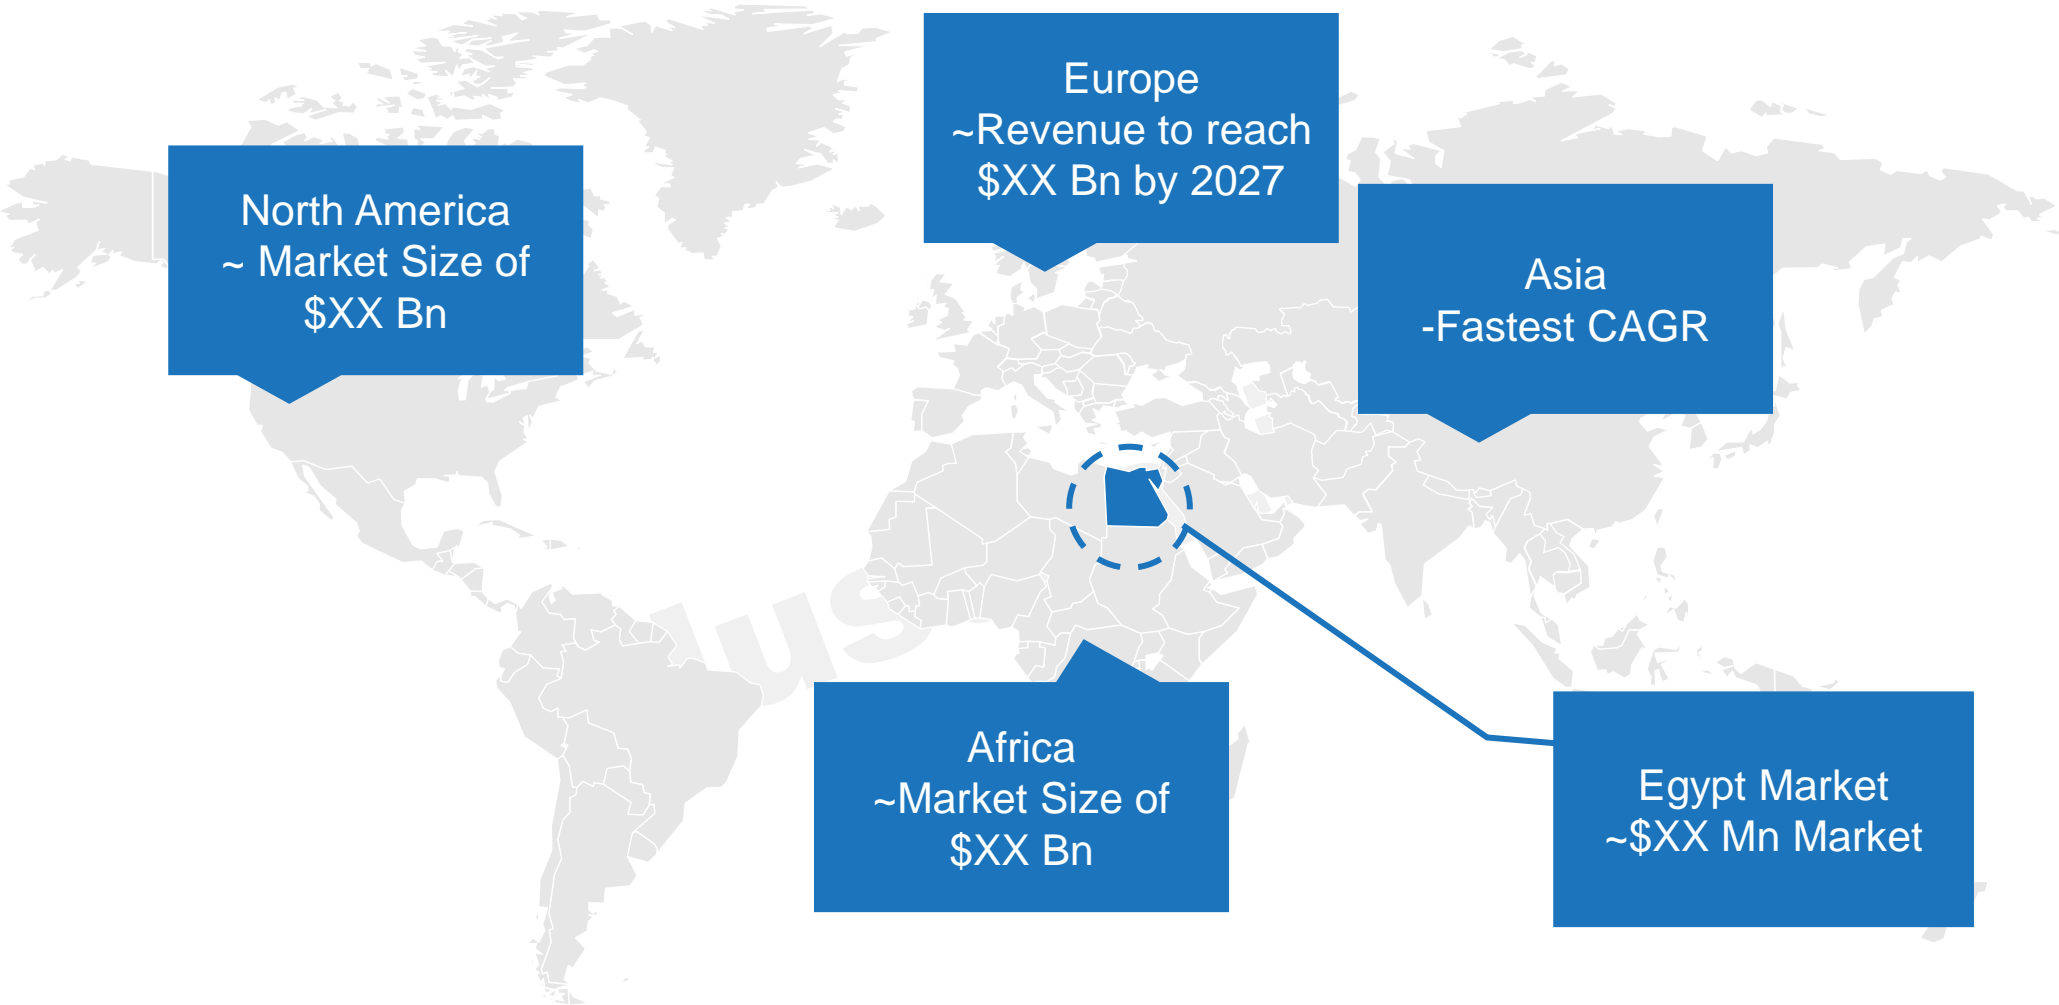 Europe
~Revenue to reach
$XX Bn by 2027
North America
~ Market Size of
$XX Bn
Asia
-Fastest CAGR
Africa
~Market Size of
$XX Bn
Egypt Market
~$XX Mn Market
us